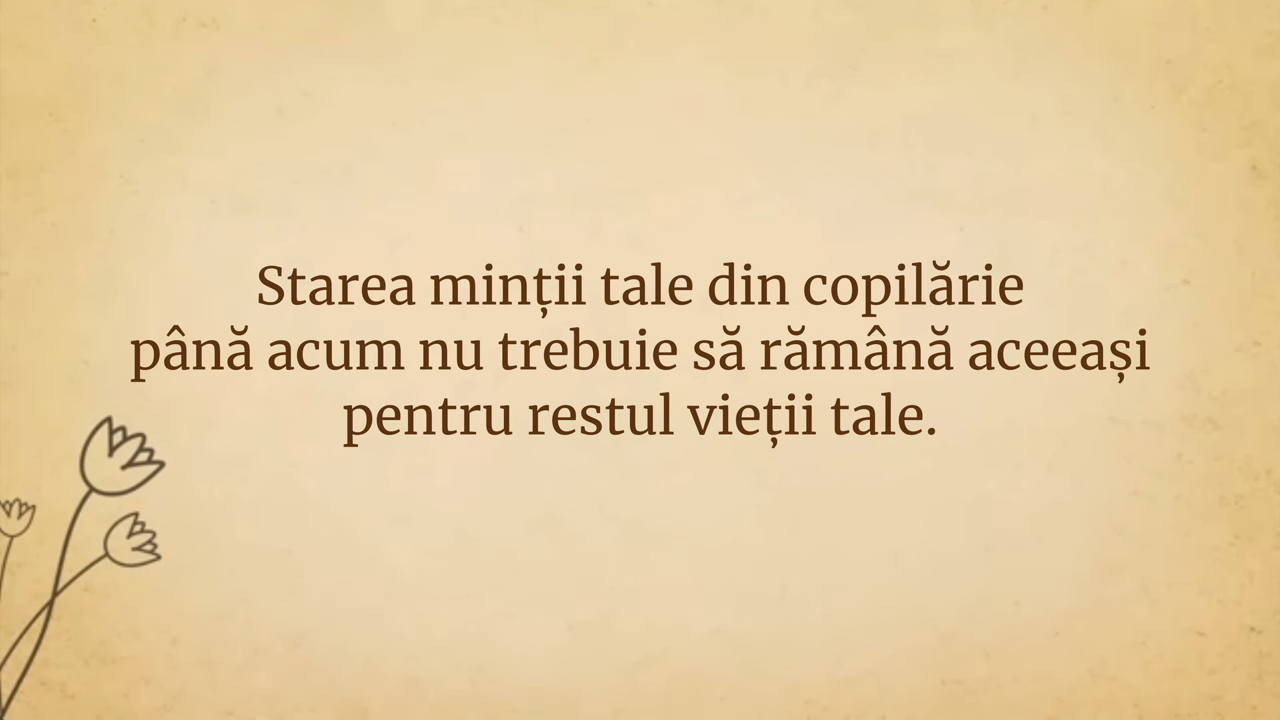 Starea minții tale din copilărie
până acum nu trebuie să rămână aceeași
pentru restul vieții tale.